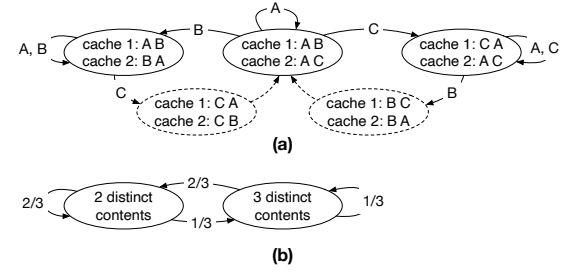 A
B
C
A, B
cache 1: A B
cache 2: B A
cache 1: A B
cache 2: A C
cache 1: C A
cache 2: A C
A, C
C
B
cache 1: C A
cache 2: C B
cache 1: B C
cache 2: B A
(a)
2/3
2/3
2 distinct
contents
3 distinct
contents
1/3
1/3
(b)